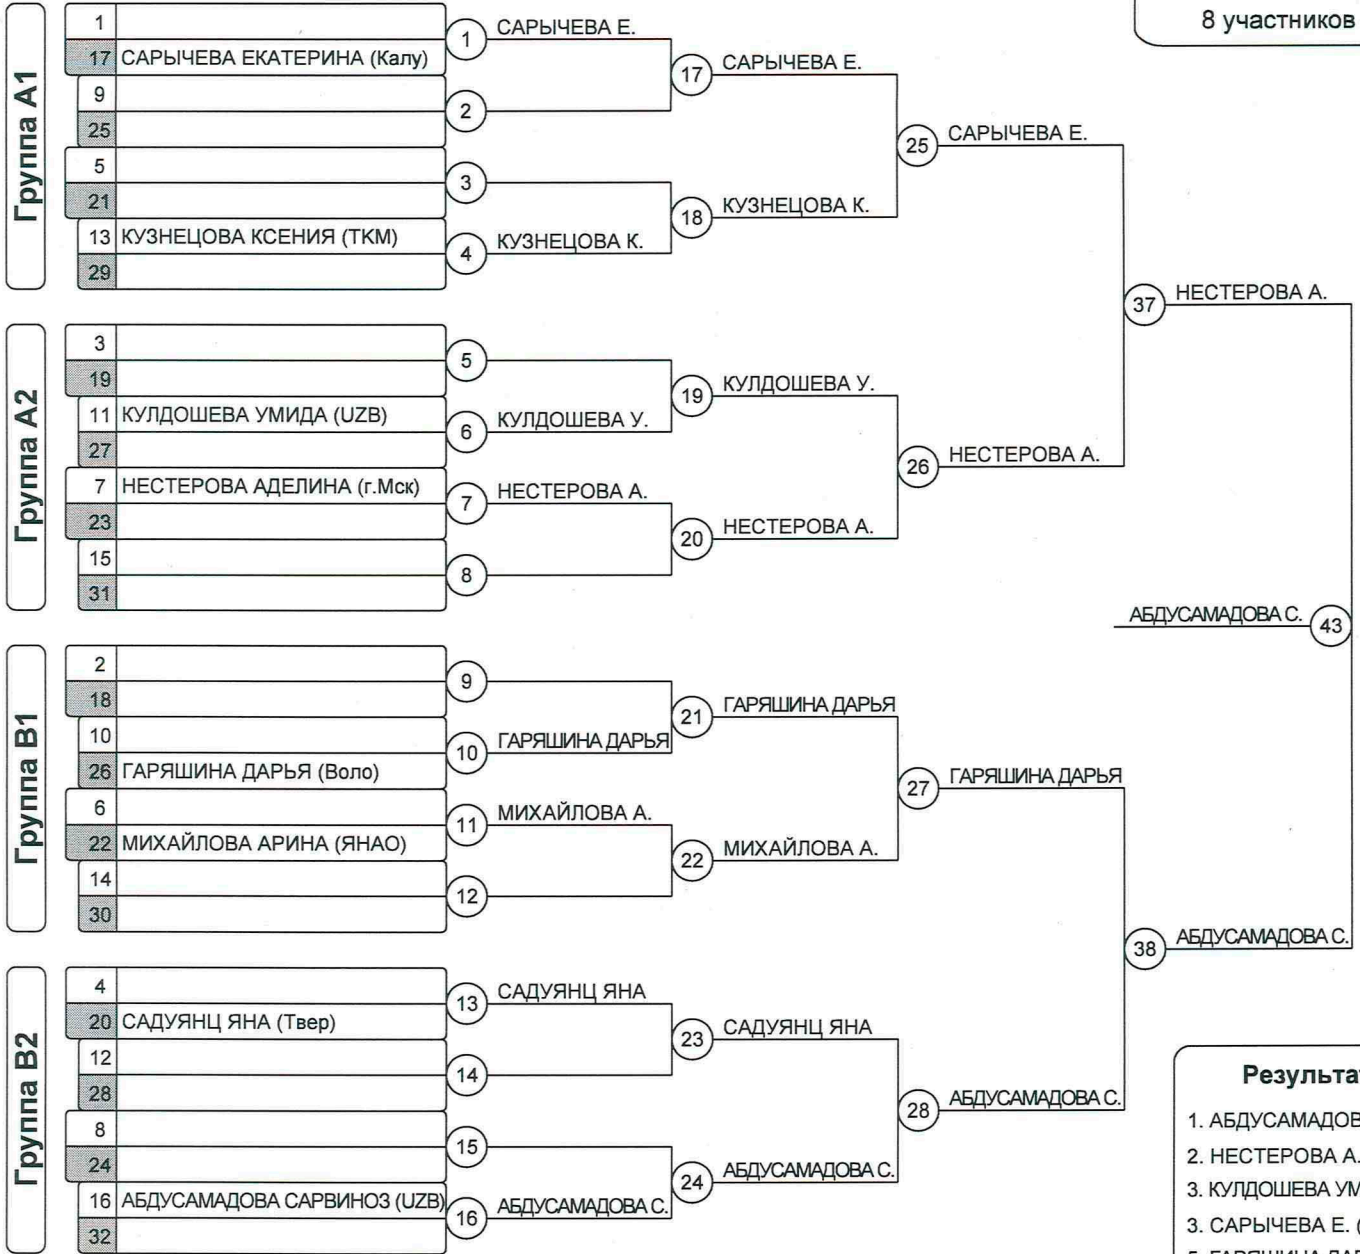 8 участников
Группа A1
1
17 САРЫЧЕВА ЕКАТЕРИНА (Калу)
9
25
5
21
13 КУЗНЕЦОВА КСЕНИЯ (TKM)
29
1 САРЫЧЕВА Е.
2
3
4 КУЗНЕЦОВА К.
17 САРЫЧЕВА Е.
18 КУЗНЕЦОВА К.
25 САРЫЧЕВА Е.
Группа A2
3
19
11 КУЛДОШЕВА УМИДА (UZB)
27
7 НЕСТЕРОВА АДЕЛИНА (г.Мск)
23
15
31
5
6 КУЛДОШЕВА У.
7 НЕСТЕРОВА А.
8
19 КУЛДОШЕВА У.
20 НЕСТЕРОВА А.
26 НЕСТЕРОВА А.
37 НЕСТЕРОВА А.
АБДУСАМАДОВА С. 43
Группа B1
2
18
10
26 ГАРЯШИНА ДАРЬЯ (Воло)
6
22 МИХАЙЛОВА АРИНА (ЯНАО)
14
30
9
10 ГАРЯШИНА ДАРЬЯ
11 МИХАЙЛОВА А.
12
21 ГАРЯШИНА ДАРЬЯ
22 МИХАЙЛОВА А.
27 ГАРЯШИНА ДАРЬЯ
38 АБДУСАМАДОВА С.
Группа B2
4
20 САДУЯНЦ ЯНА (Твер)
12
28
8
24
16 АБДУСАМАДОВА САРВИНОЗ (UZB)
32
13 САДУЯНЦ ЯНА
14
15
16 АБДУСАМАДОВА С.
23 САДУЯНЦ ЯНА
24 АБДУСАМАДОВА С.
28 АБДУСАМАДОВА С.
Результа
1. АБДУСАМАДОВ
2. НЕСТЕРОВА А.
3. КУЛДОШЕВА УМ
3. САРЫЧЕВА Е. (